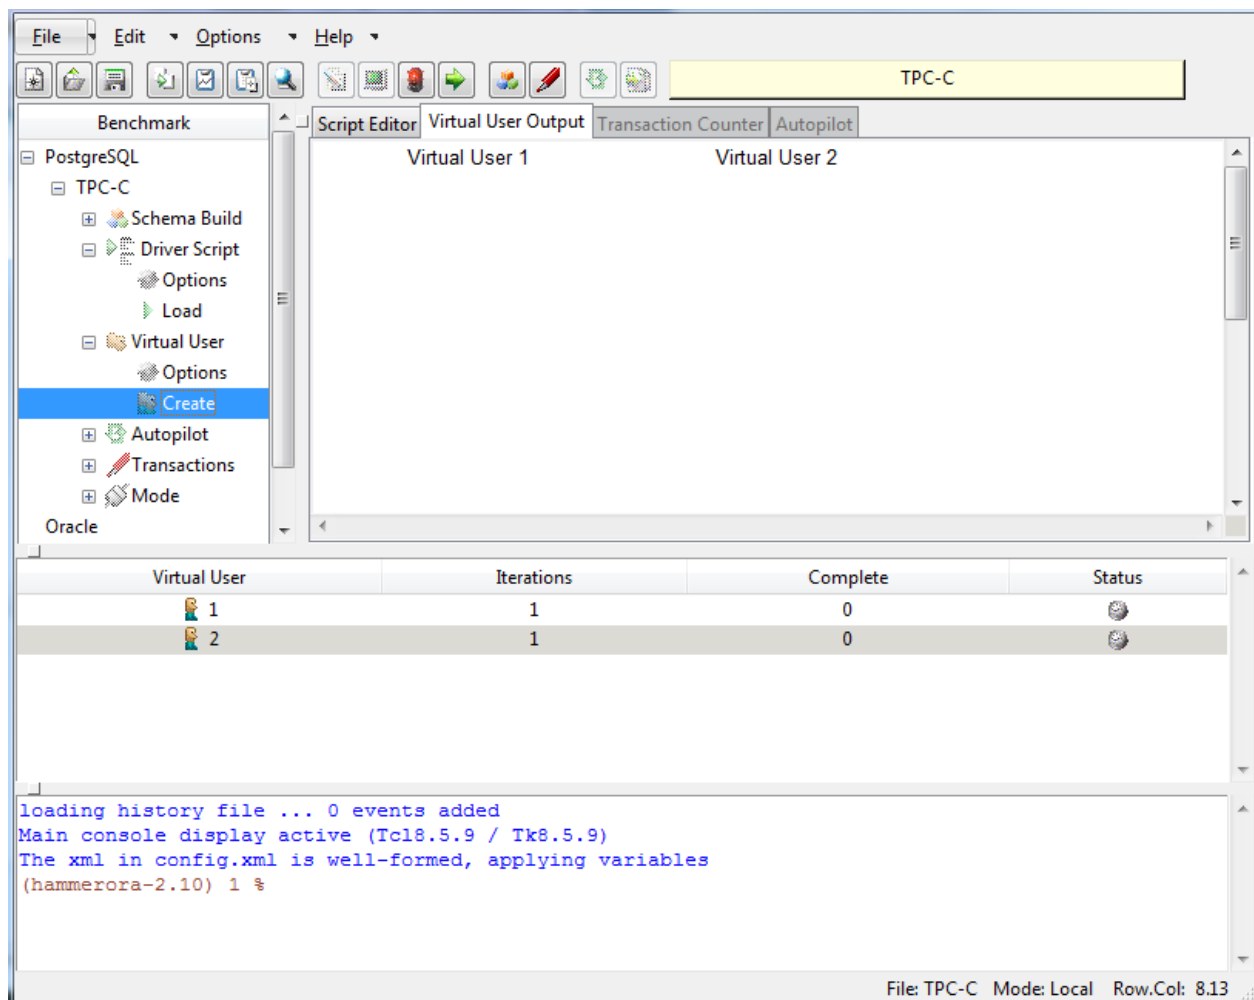 File Edit Options Help
TPC-C
Benchmark
Script Editor Virtual User Output Transaction Counter Autopilot
PostgreSQL
TPC-C
Schema Build
Driver Script
Options
Load
Virtual User
Options
Create
Autopilot
Transactions
Mode
Oracle
Virtual User 1 Virtual User 2
Virtual User Iterations Complete Status
1 1 0
2 1 0
loading history file ... 0 events added
Main console display active (Tcl8.5.9 / Tk8.5.9)
The xml in config.xml is well-formed, applying variables
(hammerora-2.10) 1 %
File: TPC-C Mode: Local Row.Col: 8.13